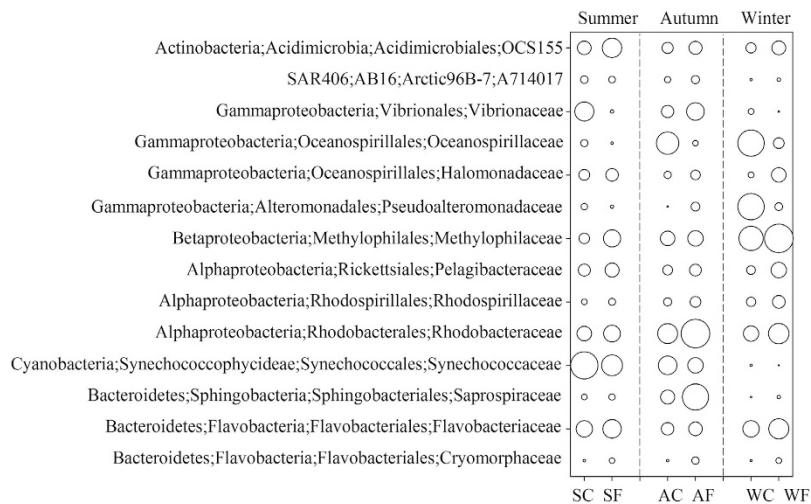 Summer Autumn Winter
Actinobacteria;Acidimicrobia;Acidimicrobiales;OCS155
SAR406;AB16;Arctic96B-7;A714017
Gammaproteobacteria;Vibrionales;Vibrionaceae
Gammaproteobacteria;Oceanospirillales;Oceanospirillaceae
Gammaproteobacteria;Oceanospirillales;Halomonadaceae
Gammaproteobacteria;Alteromonadales;Pseudoalteromonadaceae
Betaproteobacteria;Methylophilales;Methylophilaceae
Alphaproteobacteria;Rickettsiales;Pelagibacteraceae
Alphaproteobacteria;Rhodospirillales;Rhodospirillaceae
Alphaproteobacteria;Rhodobacterales;Rhodobacteraceae
Cyanobacteria;Synechococcophycideae;Synechococcales;Synechococcaceae
Bacteroidetes;Sphingobacteria;Sphingobacteriales;Saprospiraceae
Bacteroidetes;Flavobacteria;Flavobacteriales;Flavobacteriaceae
Bacteroidetes;Flavobacteria;Flavobacteriales;Cryomorphaceae
SC SF AC AF WC WF